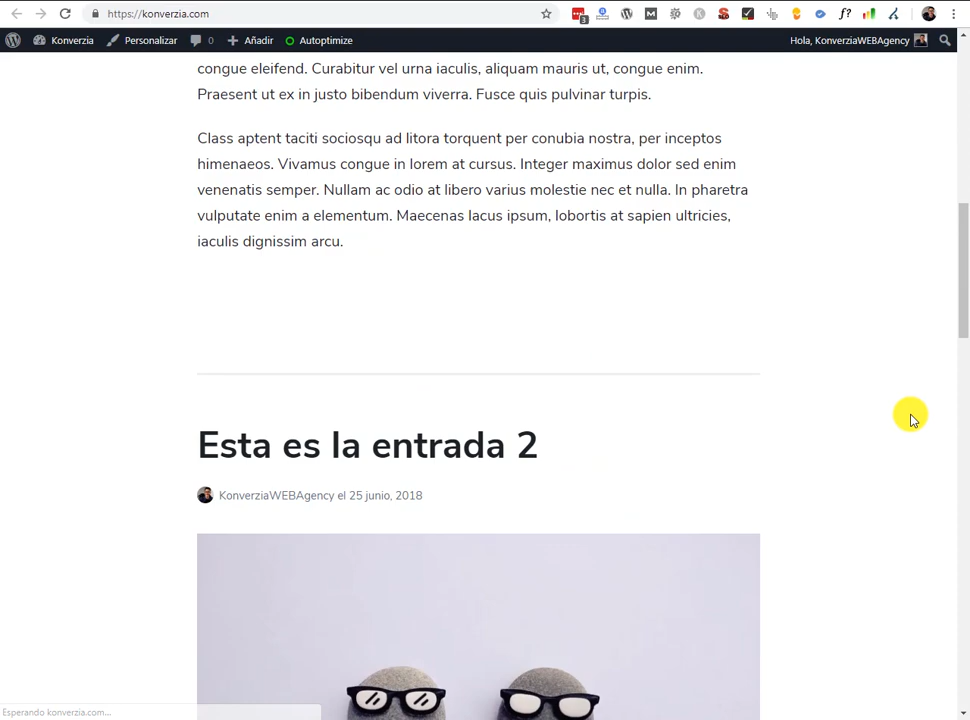 https://konverzia.com
3
f?
Konverzia Personalizar 0 Añadir Autoptimize Hola, KonverziaWEBAgency
congue eleifend. Curabitur vel urna iaculis, aliquam mauris ut, congue enim.
Praesent ut ex in justo bibendum viverra. Fusce quis pulvinar turpis.
Class aptent taciti sociosqu ad litora torquent per conubia nostra, per inceptos
himenaeos. Vivamus congue in lorem at cursus. Integer maximus dolor sed enim
venenatis semper. Nullam ac odio at libero varius molestie nec et nulla. In pharetra
vulputate enim a elementum. Maecenas lacus ipsum, lobortis at sapien ultricies,
iaculis dignissim arcu.
Esta es la entrada 2
KonverziaWEBAgency el 25 junio, 2018
Esperando konverzia.com...